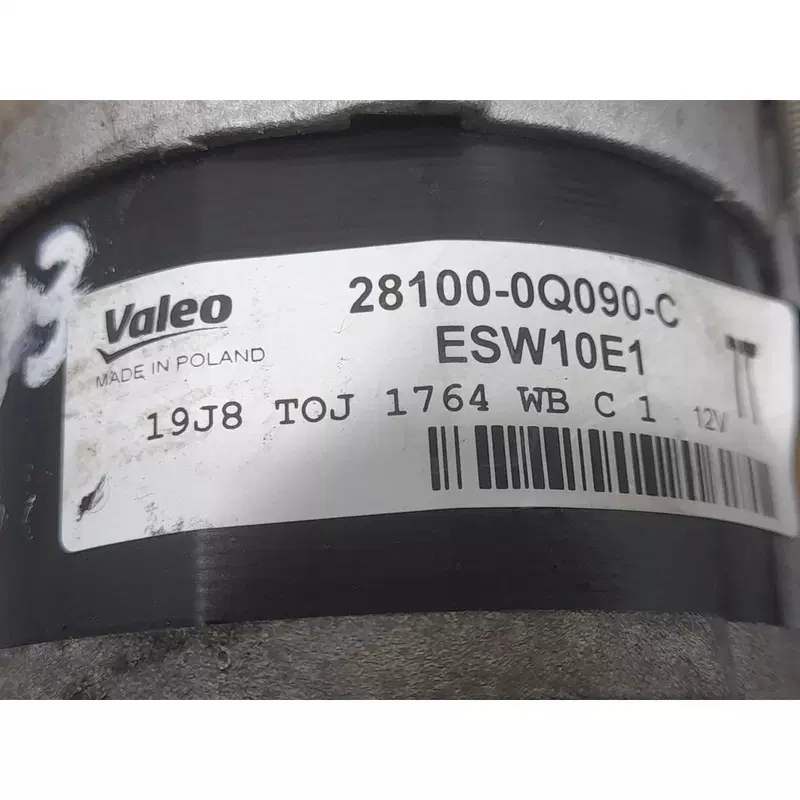 Valeo
MADE IN POLAND
28100-0Q090-C
ESW10E1
19J8 TOJ 1764 WB C 1 12V